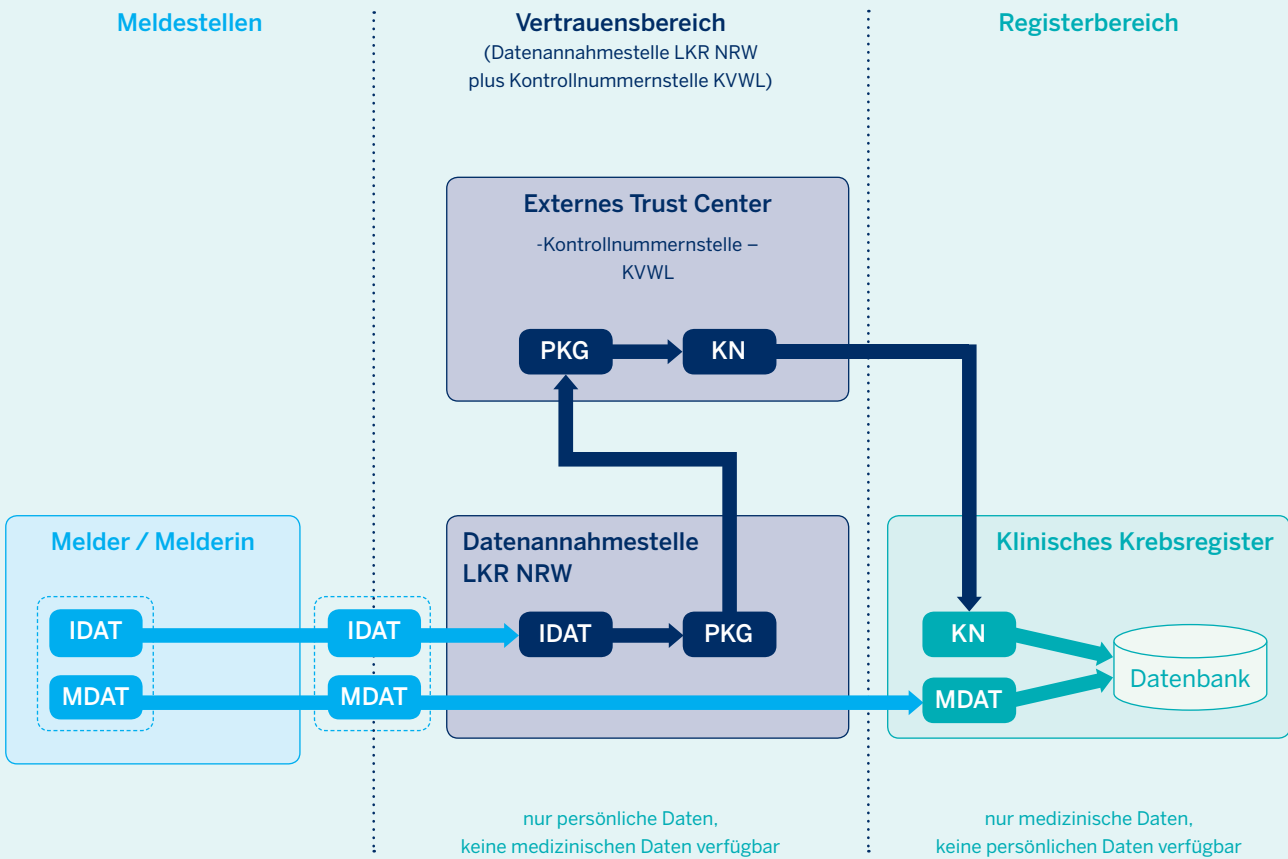 Meldestellen
Vertrauensbereich
(Datenannahmestelle LKR NRW
plus Kontrollnummernstelle KVWL)
Registerbereich
Externes Trust Center
-Kontrollnummernstelle –
KVWL
PKG
KN
Melder / Melderin
IDAT
MDAT
IDAT
MDAT
Datenannahmestelle
LKR NRW
IDAT
PKG
Klinisches Krebsregister
KN
MDAT
Datenbank
nur persönliche Daten,
keine medizinischen Daten verfügbar
nur medizinische Daten,
keine persönlichen Daten verfügbar